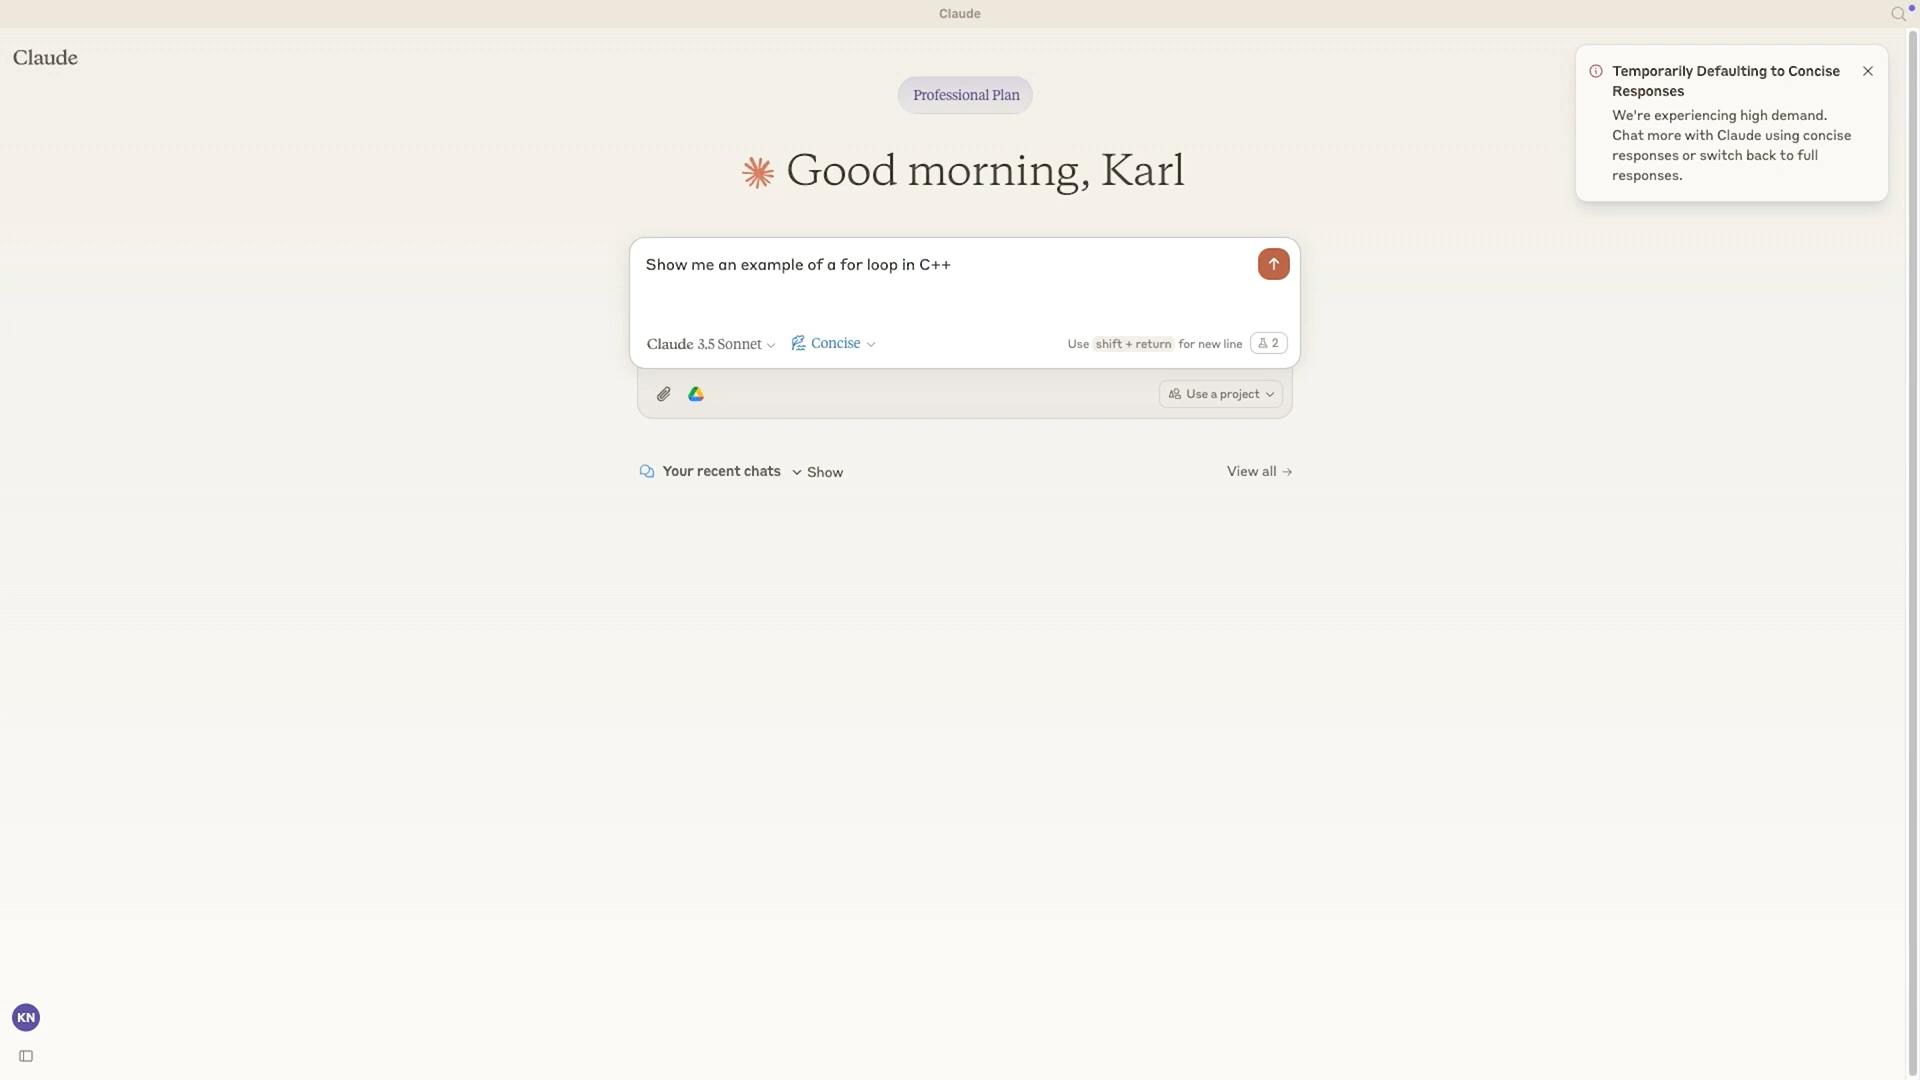 Claude
Claude
Professional Plan
Good morning, Karl
Temporarily Defaulting to Concise
Responses
We're experiencing high demand.
Chat more with Claude using concise
responses or switch back to full
responses.
Show me an example of a for loop in C++
Claude 3.5 Sonnet Concise Use shift + return for new line 2
Use a project
Your recent chats Show View all →
KN